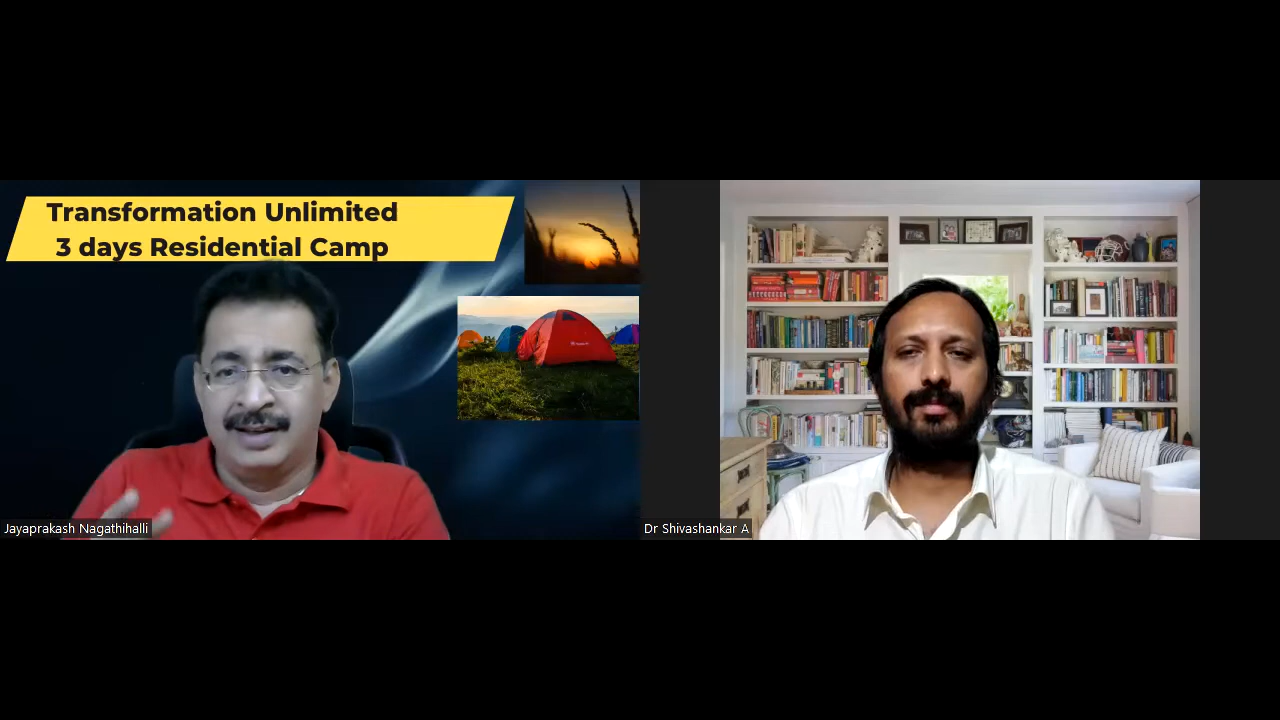 Transformation Unlimited
3 days Residential Camp
Jayaprakash Nagathihalli
Dr Shivashankar A